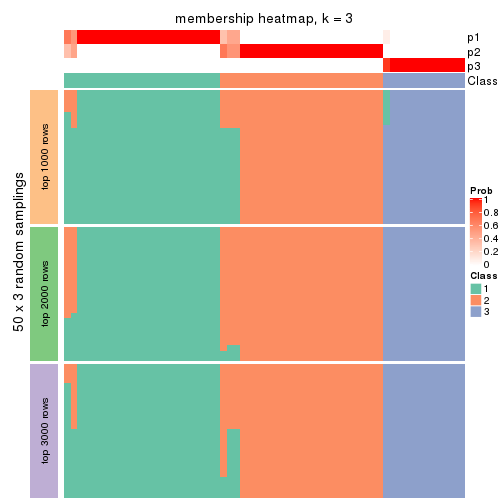 membership heatmap, k = 3
p1
p2
p3
Class
50 x 3 random samplings
top 1000 rows
top 2000 rows
top 3000 rows
Prob
1
0.8
0.6
0.4
0.2
0
Class
1
2
3